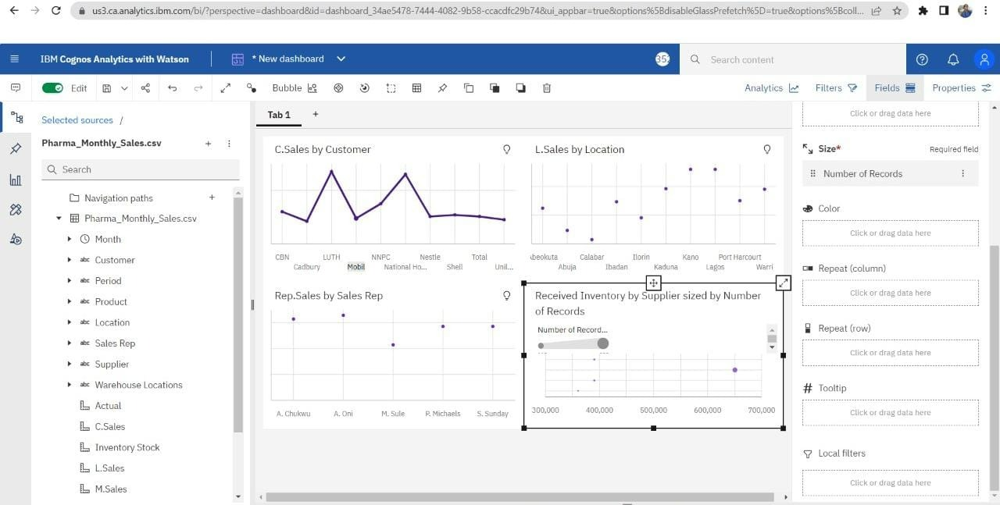 us3.ca.analytics.ibm.com/bi/?perspective=dashboard&id=dashboard_34ae5478-7444-4082-9b58-ccacdfc29b74&ui_appbar=true&options%5BdisableGlassPrefetch%5D=true&options%5Bcoll...
IBM Cognos Analytics with Watson
* New dashboard
35
Search content
Edit
Bubble
Analytics
Filters
Fields
Properties
Selected sources /
Pharma_Monthly_Sales.csv
Search
Navigation paths
Pharma_Monthly_Sales.csv
Month
abc Customer
abc Period
abc Product
abc Location
abc Sales Rep
abc Supplier
abc Warehouse Locations
Actual
C.Sales
Inventory Stock
L.Sales
M.Sales
Tab 1
C.Sales by Customer
CBN
LUTH
NNPC
Nestle
Total
Cadbury
Mobil
National Ho...
Shell
Unil...
L.Sales by Location
Abeokuta
Calabar
Ilorin
Kano
Port Harcourt
Abuja
Ibadan
Kaduna
Lagos
Warri
Rep.Sales by Sales Rep
A. Chukwu
A. Oni
M. Sule
P. Michaels
S. Sunday
Received Inventory by Supplier sized by Number
of Records
Number of Record...
300,000
400,000
500,000
600,000
700,000
Click or drag data here
Size*
Required field
Number of Records
Color
Click or drag data here
Repeat (column)
Click or drag data here
Repeat (row)
Click or drag data here
# Tooltip
Click or drag data here
Local filters
Click or drag data here